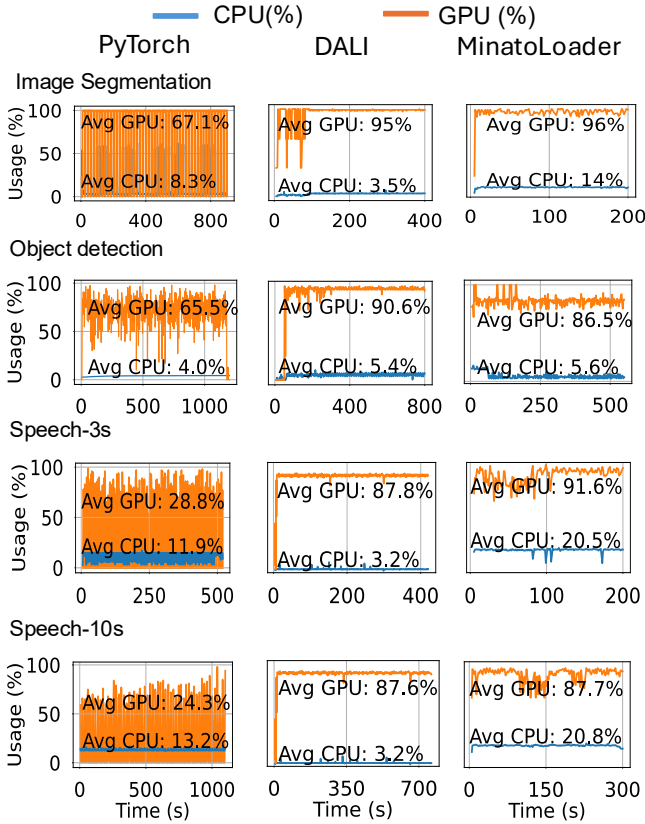 CPU(%) GPU (%)
PyTorch DALI MinatoLoader
Image Segmentation
Usage (%)
100
50
0
Avg GPU: 67.1%
Avg CPU: 8.3%
0 400 800
Avg GPU: 95%
Avg CPU: 3.5%
0 200 400
Avg GPU: 96%
Avg CPU: 14%
0 100 200
Object detection
Usage (%)
100
50
0
Avg GPU: 65.5%
Avg CPU: 4.0%
0 500 1000
Avg GPU: 90.6%
Avg CPU: 5.4%
0 400 800
Avg GPU: 86.5%
Avg CPU: 5.6%
0 250 500
Speech-3s
Usage (%)
100
50
0
Avg GPU: 28.8%
Avg CPU: 11.9%
0 250 500
Avg GPU: 87.8%
Avg CPU: 3.2%
0 200 400
Avg GPU: 91.6%
Avg CPU: 20.5%
0 100 200
Speech-10s
Usage (%)
100
50
0
Avg GPU: 24.3%
Avg CPU: 13.2%
0 500 1000
Time (s)
Avg GPU: 87.6%
Avg CPU: 3.2%
0 350 700
Time (s)
Avg GPU: 87.7%
Avg CPU: 20.8%
0 150 300
Time (s)